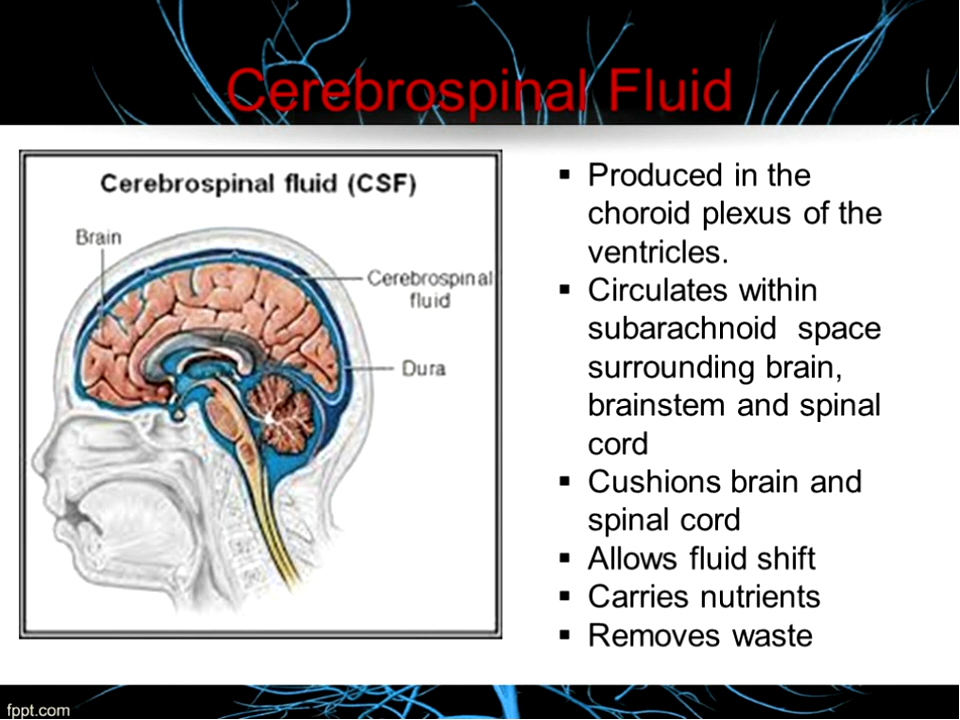 Cerebrospinal Fluid
Cerebrospinal fluid (CSF)
Brain
Cerebrospinal
fluid
Dura
▪ Produced in the
choroid plexus of the
ventricles.
▪ Circulates within
subarachnoid space
surrounding brain,
brainstem and spinal
cord
▪ Cushions brain and
spinal cord
▪ Allows fluid shift
▪ Carries nutrients
▪ Removes waste
fppt.com